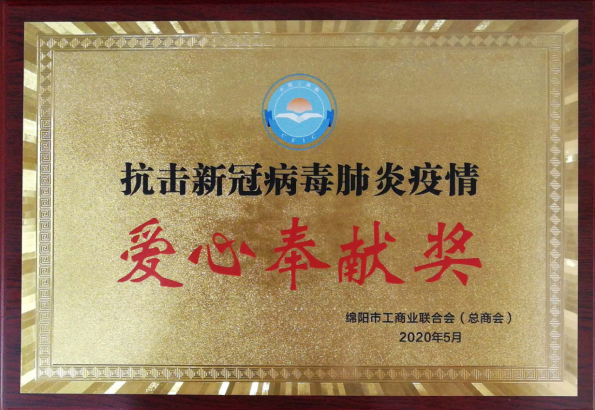 抗击新冠病毒肺炎疫情
爱心奉献奖
绵阳市工商业联合会（总商会）
2020年5月